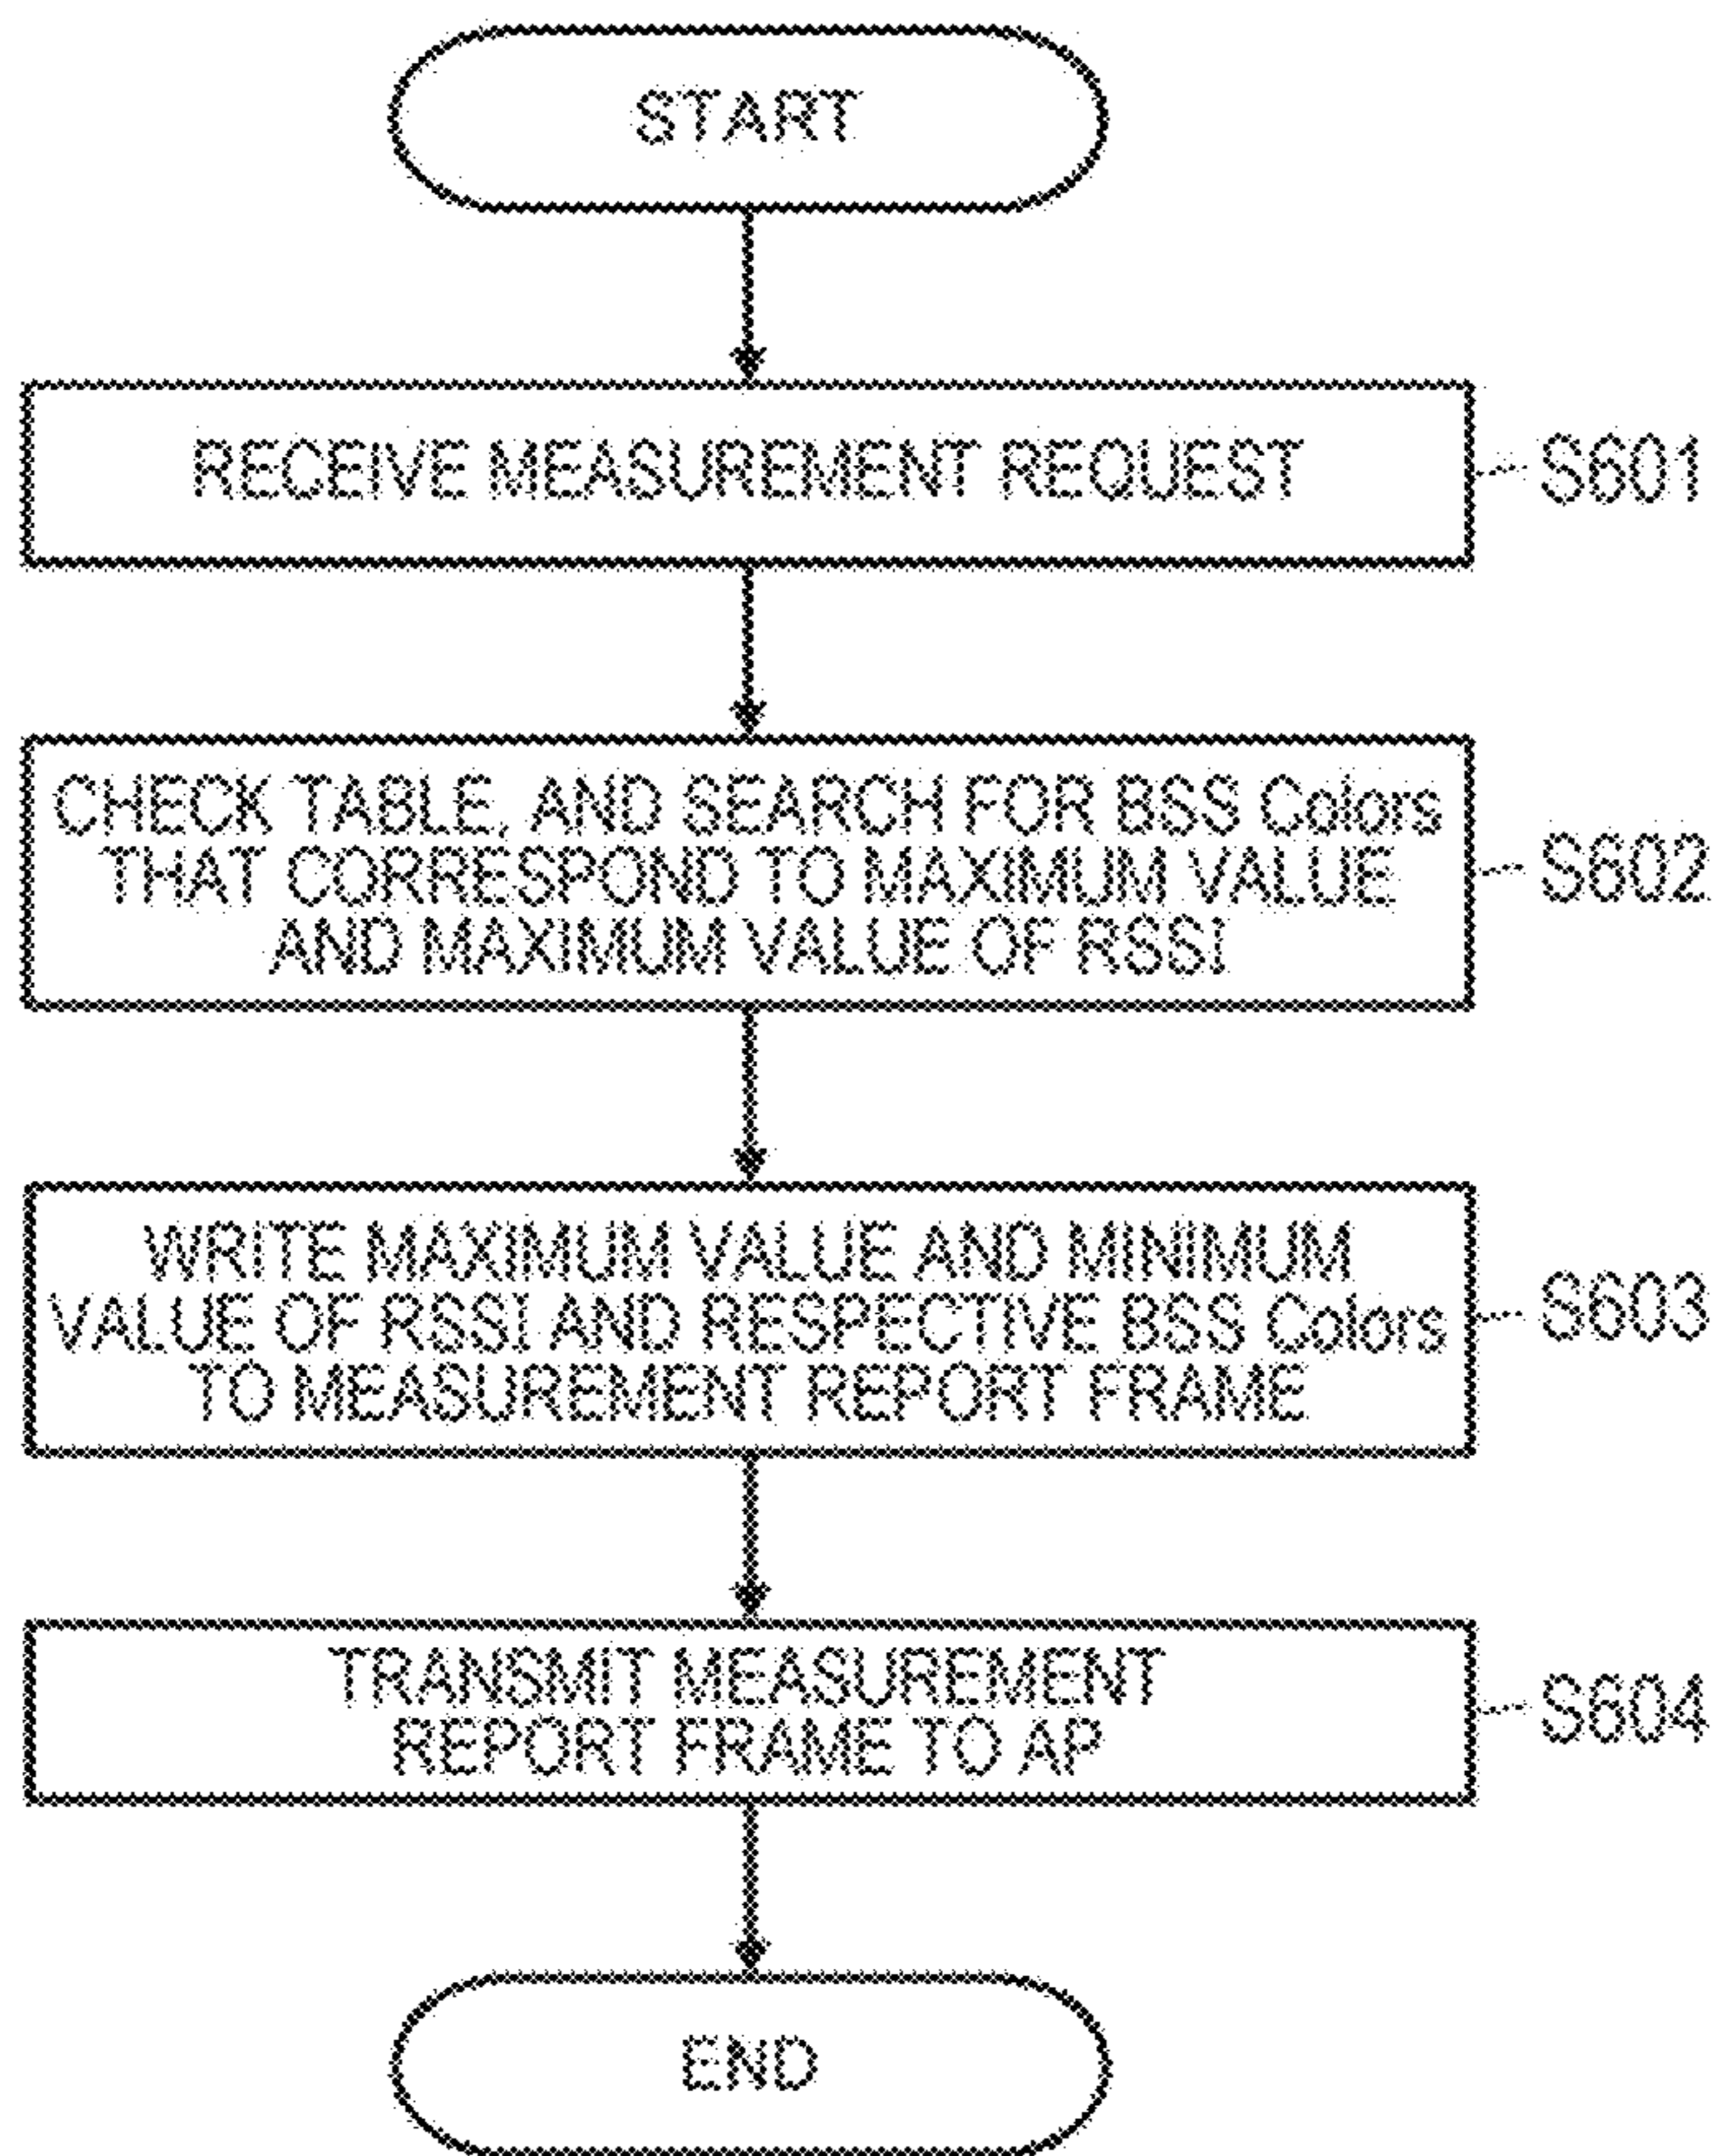 START
RECEIVE MEASUREMENT REQUEST
S601
CHECK TABLE, AND SEARCH FOR BSS Colors
THAT CORRESPOND TO MAXIMUM VALUE
AND MAXIMUM VALUE OF RSSI
S602
WRITE MAXIMUM VALUE AND MINIMUM
VALUE OF RSSI AND RESPECTIVE BSS Colors
TO MEASUREMENT REPORT FRAME
S603
TRANSMIT MEASUREMENT
REPORT FRAME TO AP
S604
END